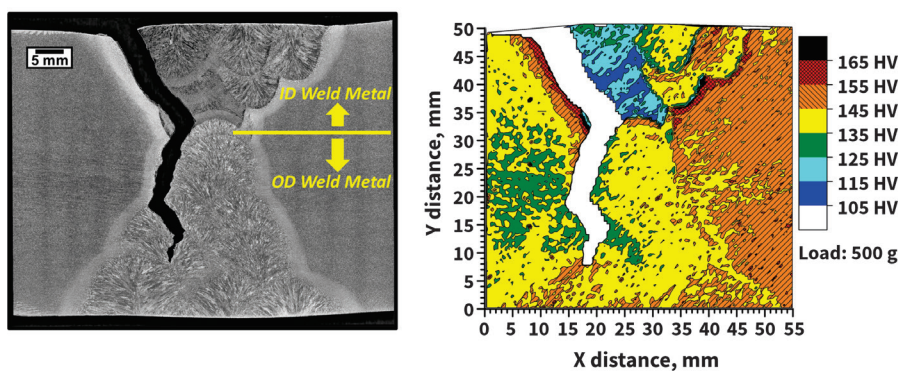 5 mm
ID Weld Metal
OD Weld Metal
Y distance, mm
50
45
40
35
30
25
20
15
10
5
0
0 5 10 15 20 25 30 35 40 45 50 55
X distance, mm
165 HV
155 HV
145 HV
135 HV
125 HV
115 HV
105 HV
Load: 500 g